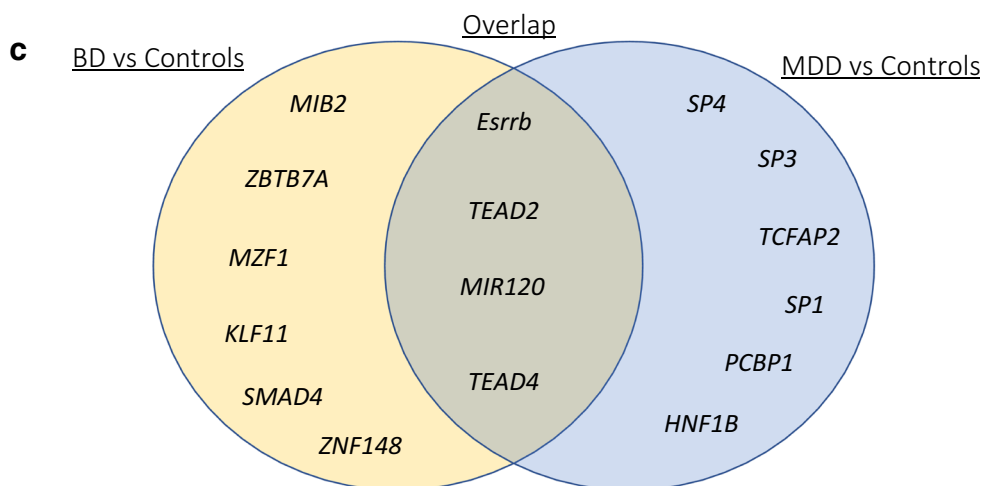 c
BD vs Controls
Overlap
MDD vs Controls
MIB2
ZBTB7A
MZF1
KLF11
SMAD4
ZNF148
Esrrb
TEAD2
MIR120
TEAD4
SP4
SP3
TCFAP2
SP1
PCBP1
HNF1B